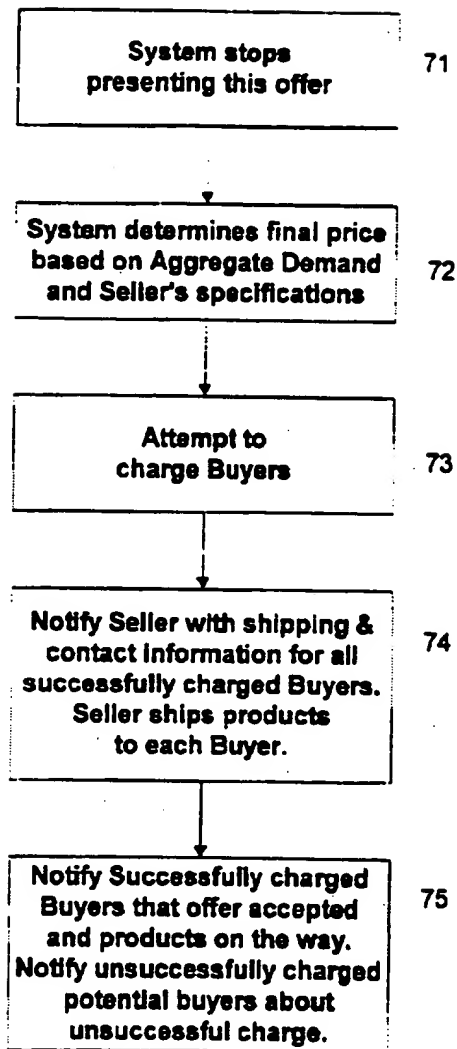 System stops
presenting this offer
71
System determines final price
based on Aggregate Demand
and Seller's specifications
72
Attempt to
charge Buyers
73
Notify Seller with shipping &
contact information for all
successfully charged Buyers.
Seller ships products
to each Buyer.
74
Notify Successfully charged
Buyers that offer accepted
and products on the way.
Notify unsuccessfully charged
potential buyers about
unsuccessful charge.
75